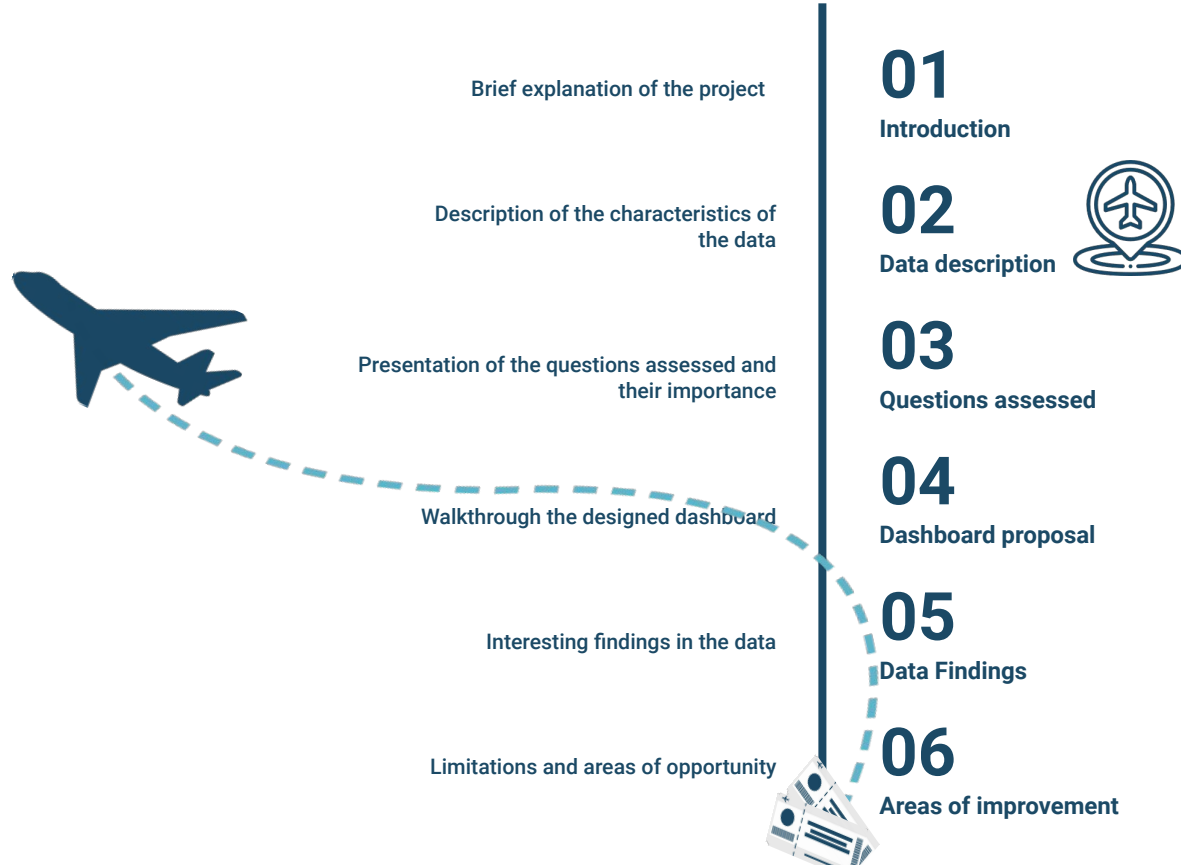 Brief explanation of the project
01
Introduction
Description of the characteristics of
the data
02
Data description
Presentation of the questions assessed and
their importance
03
Questions assessed
Walkthrough the designed dashboard
04
Dashboard proposal
Interesting findings in the data
05
Data Findings
Limitations and areas of opportunity
06
Areas of improvement